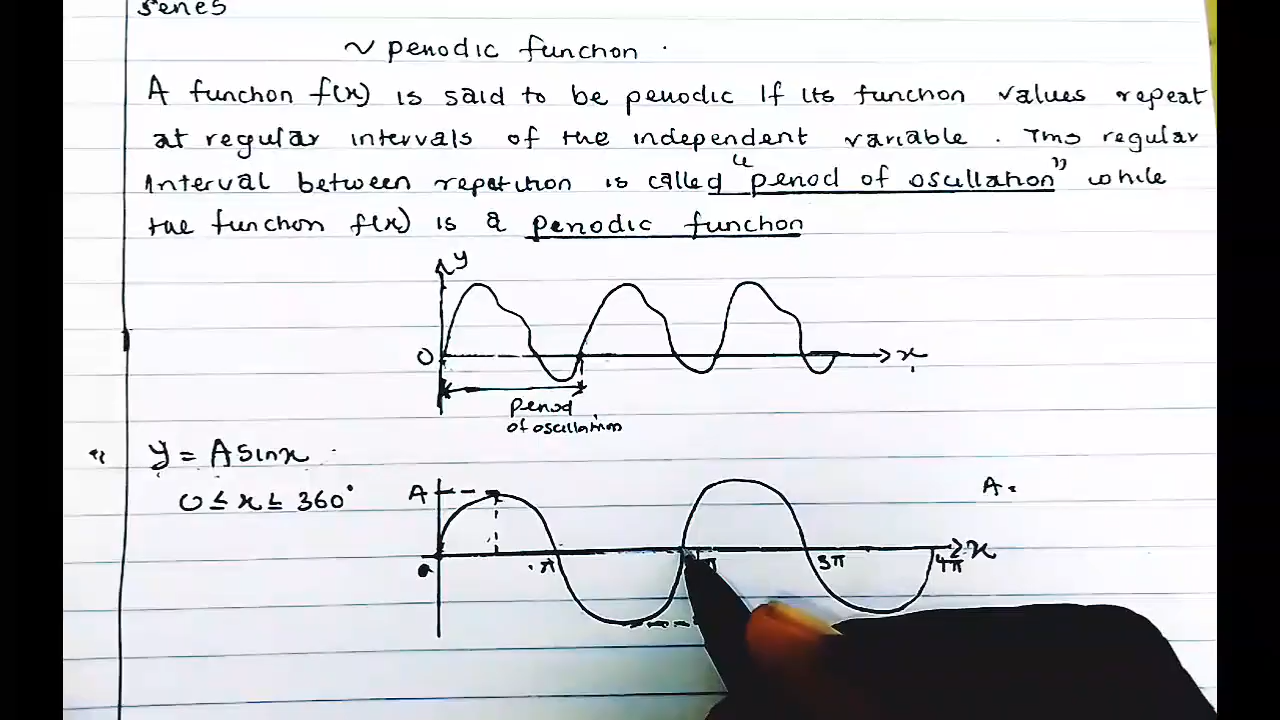 series
~ periodic function .
A function f(x) is said to be periodic if its function values repeat
at regular intervals of the independent variable. This regular
Interval between repetition is called "period of oscillation" while
the function f(x) is a periodic function
y
0
x
period
of oscillation
" y = A sinx
0 ≤ x ≤ 360°
A
A =
x
0
π
π
3π
4π